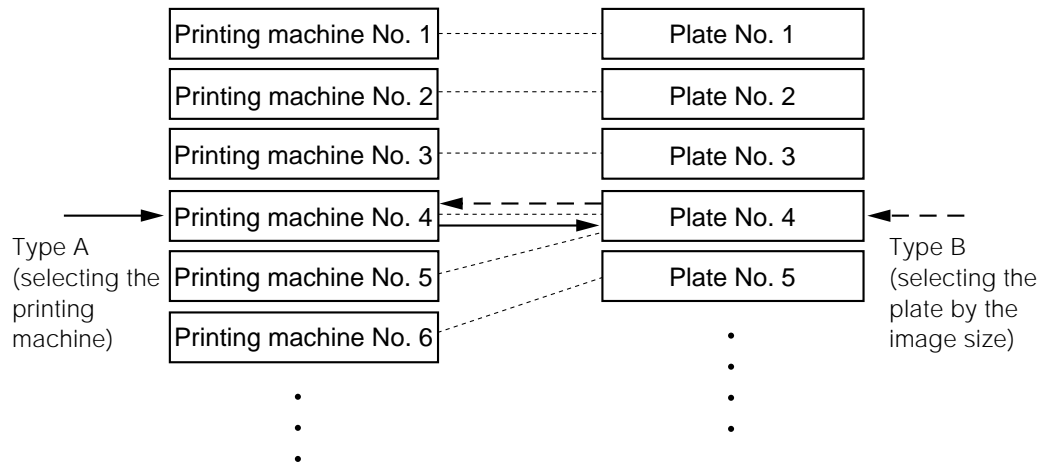 Printing machine No. 1
Plate No. 1
Printing machine No. 2
Plate No. 2
Printing machine No. 3
Plate No. 3
Printing machine No. 4
Plate No. 4
Type A
(selecting the
printing
machine)
Printing machine No. 5
Plate No. 5
Type B
(selecting the
plate by the
image size)
Printing machine No. 6